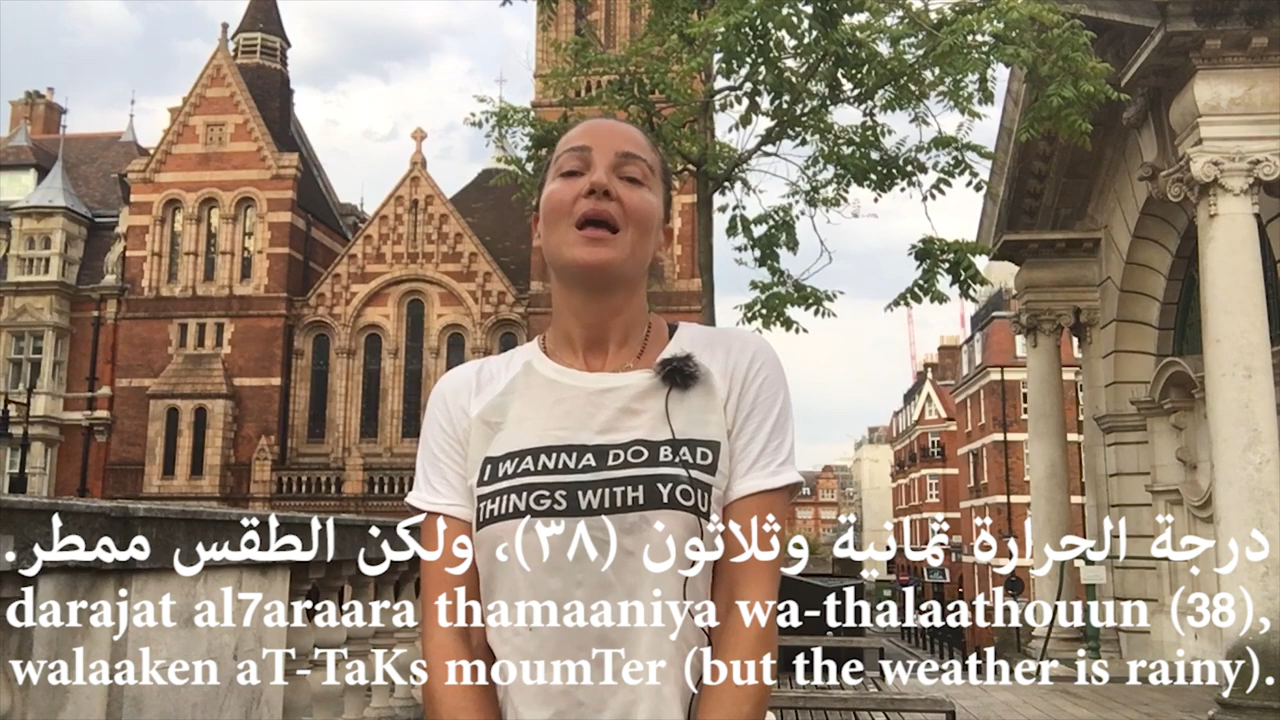 I WANNA DO BAD
THINGS WITH YOU
درجة الحرارة ثمانية وثلاثون (٣٨)، ولكن الطقس ممطر.
darajat al7araara thamaaniya wa-thalaathouun (38),
walaaken aT-TaKs moumTer (but the weather is rainy).